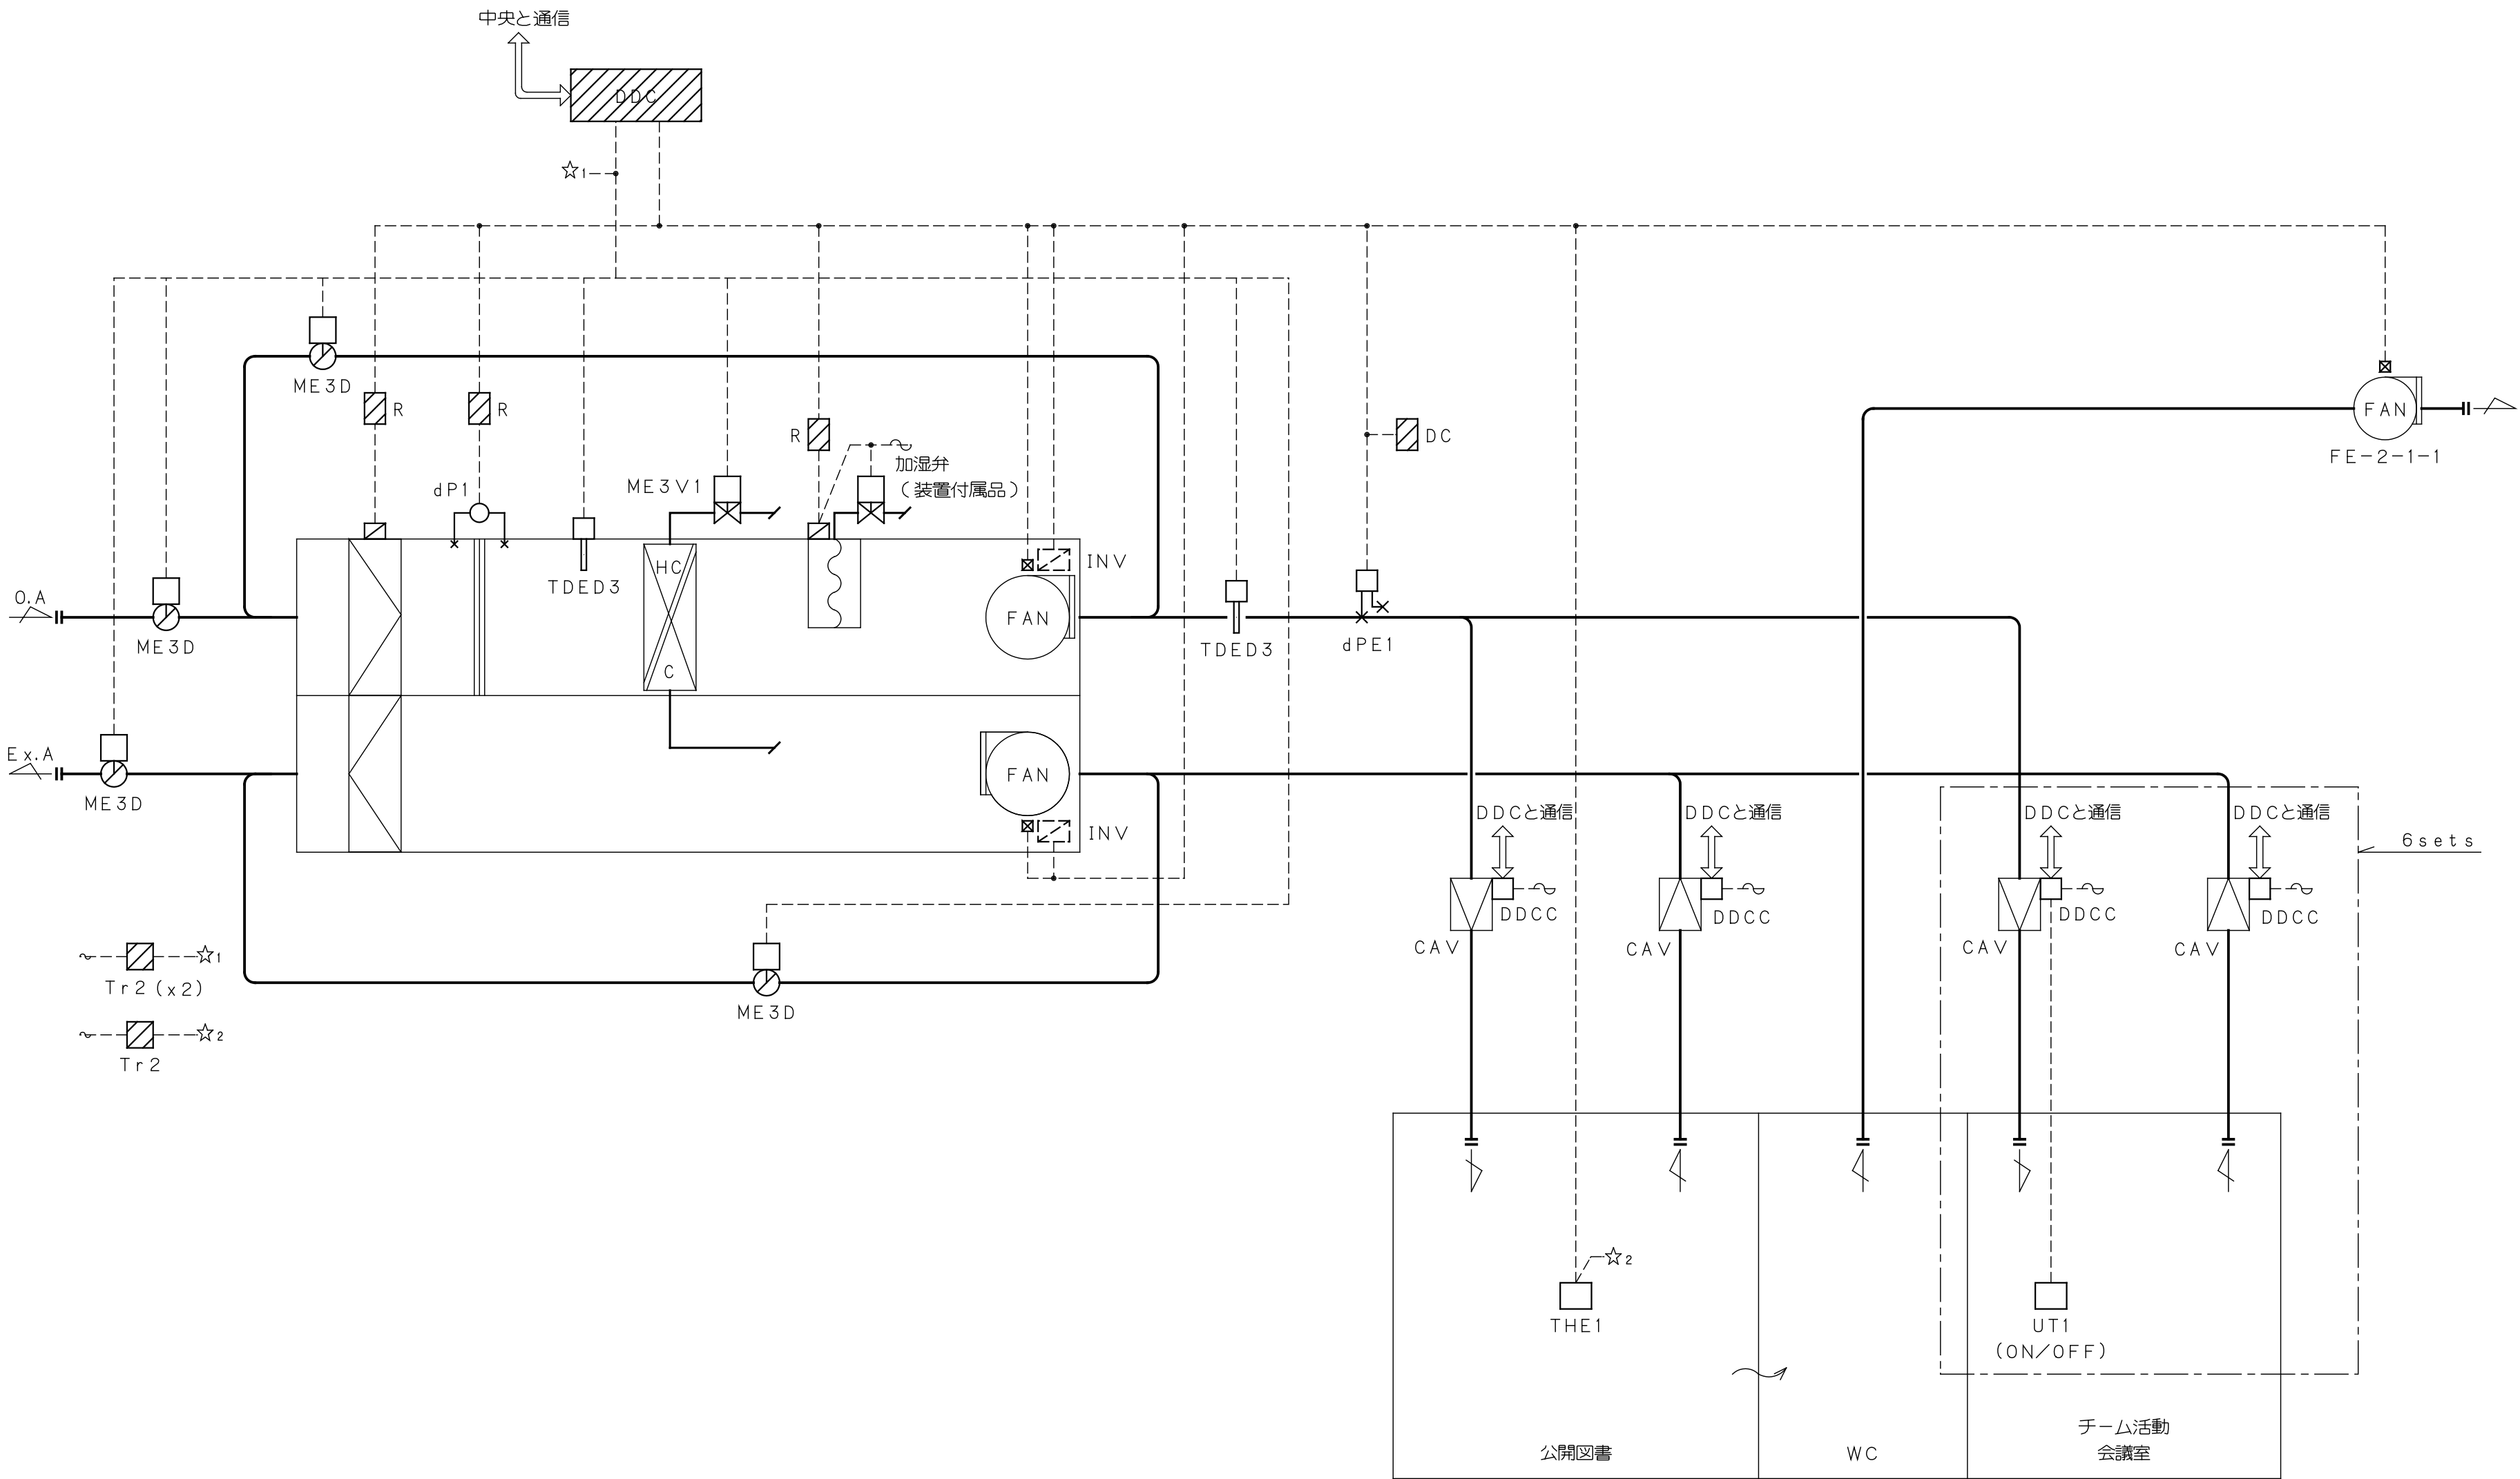 中央と通信
DDC
☆1
ME3D
R
R
R
DC
FAN
FE-2-1-1
加湿弁
(装置付属品)
ME3V1
dP1
TDED3
HC
C
INV
FAN
O.A
ME3D
TDED3
dPE1
Ex.A
ME3D
FAN
INV
DDCと通信
DDCと通信
DDCと通信
DDCと通信
6sets
DDCC
DDCC
DDCC
DDCC
CAV
CAV
CAV
CAV
☆1
Tr2(x2)
ME3D
☆2
Tr2
☆2
THE1
UT1
(ON/OFF)
公開図書
WC
チーム活動
会議室